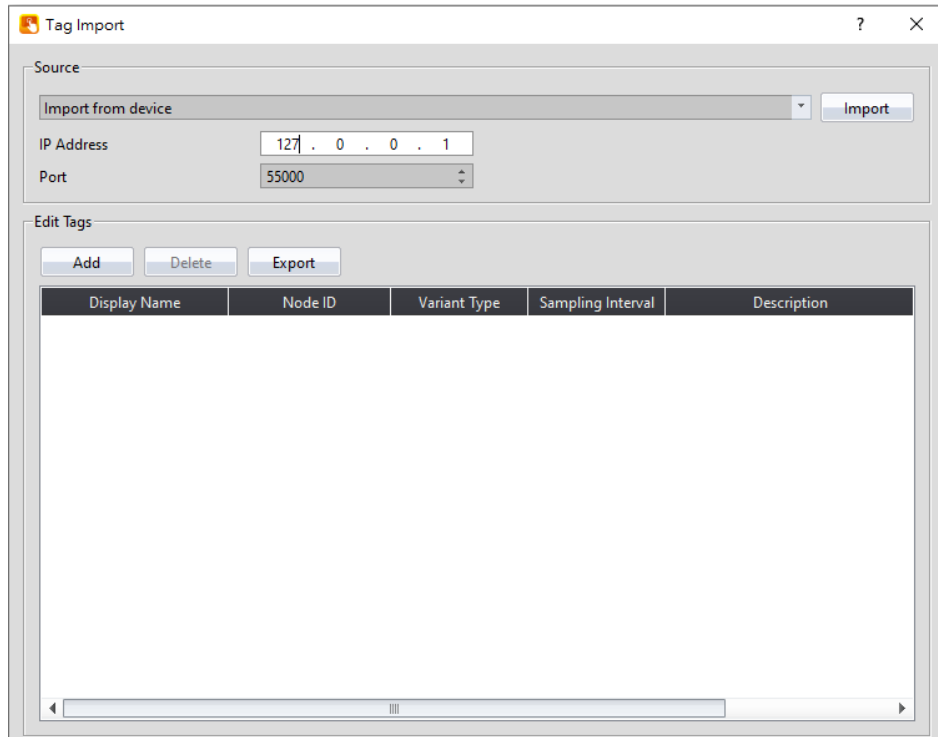 Tag Import
Source
Import from device
Import
IP Address
127 . 0 . 0 . 1
Port
55000
Edit Tags
Add Delete Export
Display Name Node ID Variant Type Sampling Interval Description